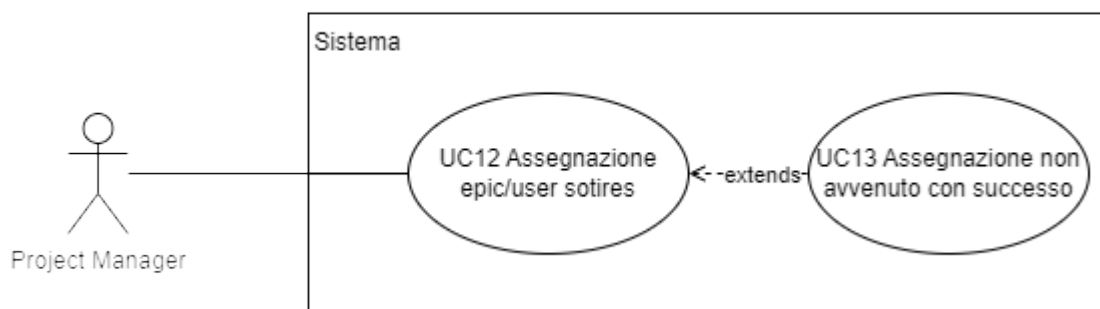 Sistema
UC12 Assegnazione
epic/user sotires
extends
UC13 Assegnazione non
avvenuto con successo
Project Manager